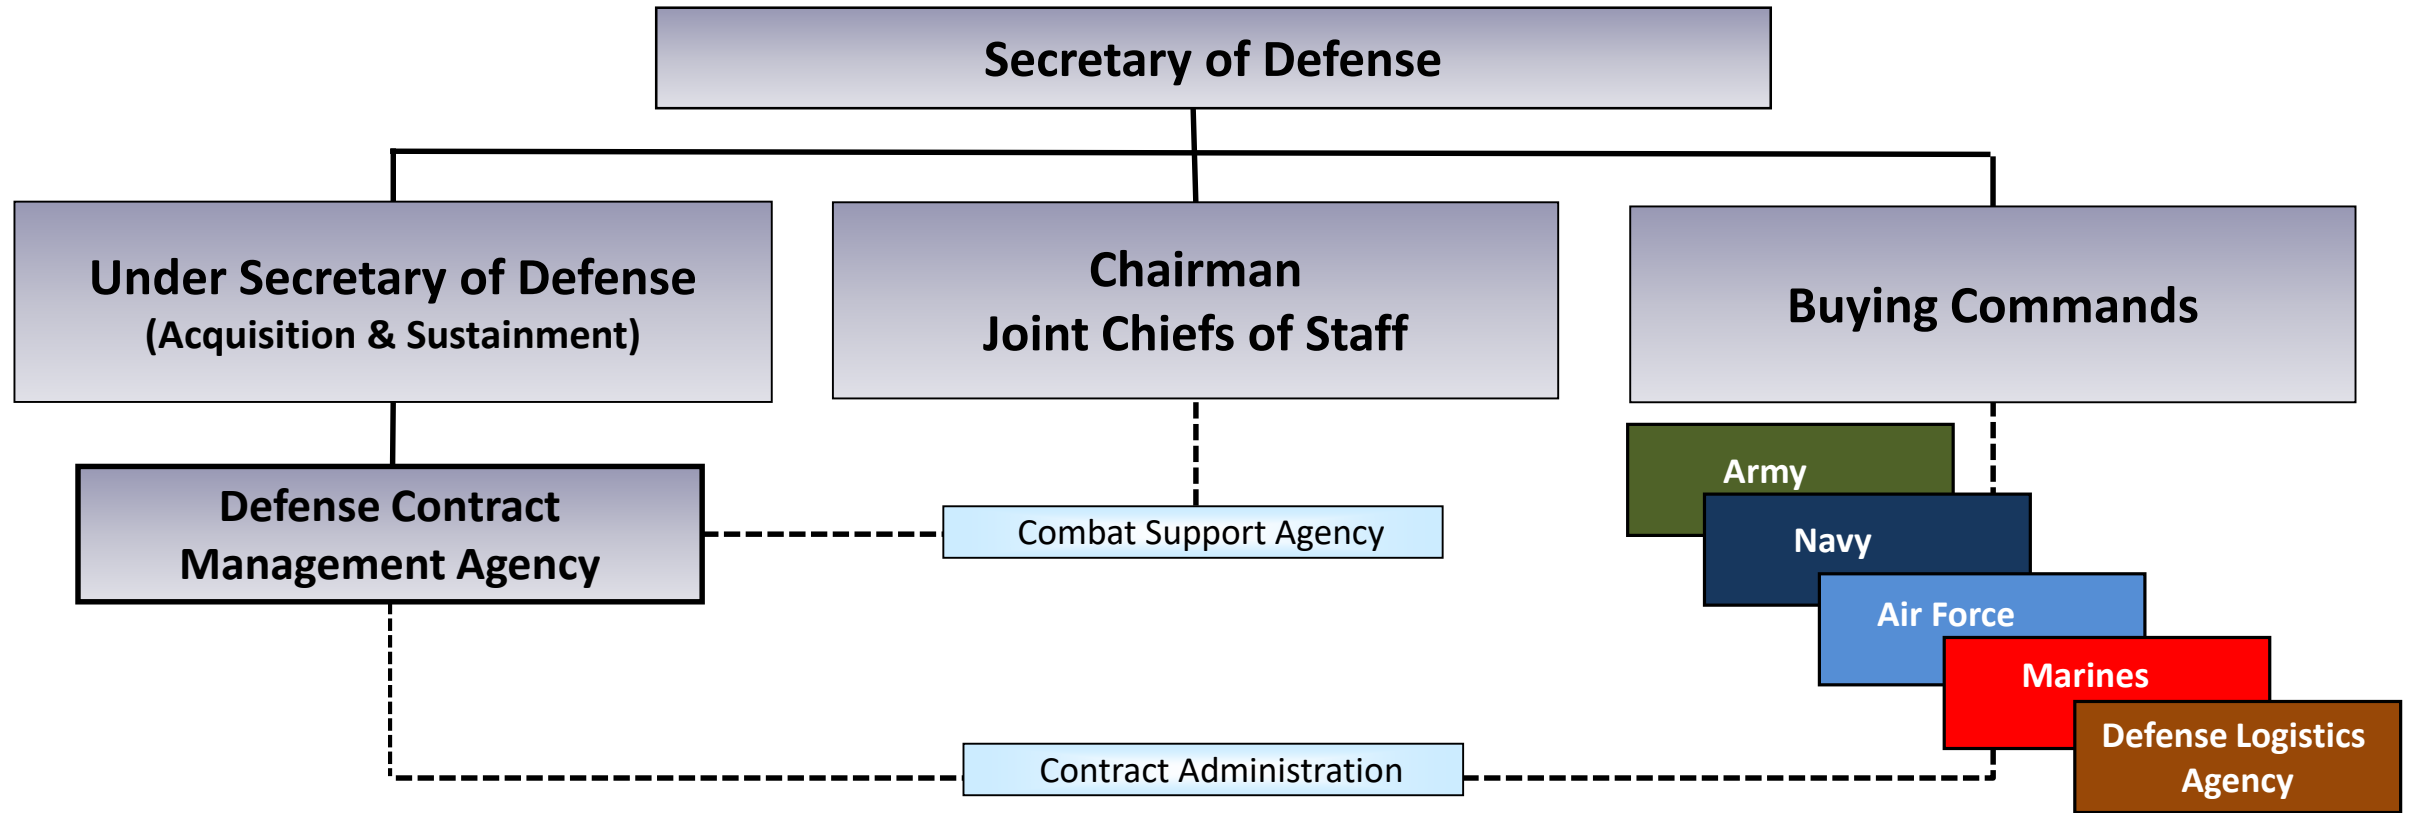 Secretary of Defense
Under Secretary of Defense
(Acquisition & Sustainment)
Chairman
Joint Chiefs of Staff
Buying Commands
Defense Contract
Management Agency
Combat Support Agency
Army
Navy
Air Force
Marines
Defense Logistics
Agency
Contract Administration